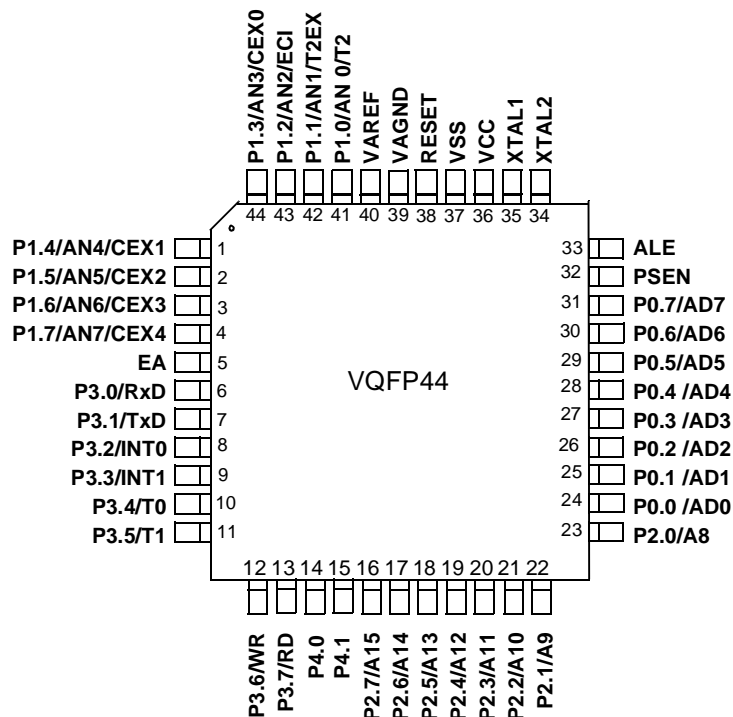 P1.3/AN3/CEX0
P1.2/AN2/ECI
P1.1/AN1/T2EX
P1.0/AN 0/T2
VAREF
VAGND
RESET
VSS
VCC
XTAL1
XTAL2
44 43 42 41 40 39 38 37 36 35 34
P1.4/AN4/CEX1 1
P1.5/AN5/CEX2 2
P1.6/AN6/CEX3 3
P1.7/AN7/CEX4 4
EA 5
P3.0/RxD 6
P3.1/TxD 7
P3.2/INT0 8
P3.3/INT1 9
P3.4/T0 10
P3.5/T1 11
VQFP44
33 ALE
32 PSEN
31 P0.7/AD7
30 P0.6/AD6
29 P0.5/AD5
28 P0.4 /AD4
27 P0.3 /AD3
26 P0.2 /AD2
25 P0.1 /AD1
24 P0.0 /AD0
23 P2.0/A8
12 13 14 15 16 17 18 19 20 21 22
P3.6/WR
P3.7/RD
P4.0
P4.1
P2.7/A15
P2.6/A14
P2.5/A13
P2.4/A12
P2.3/A11
P2.2/A10
P2.1/A9